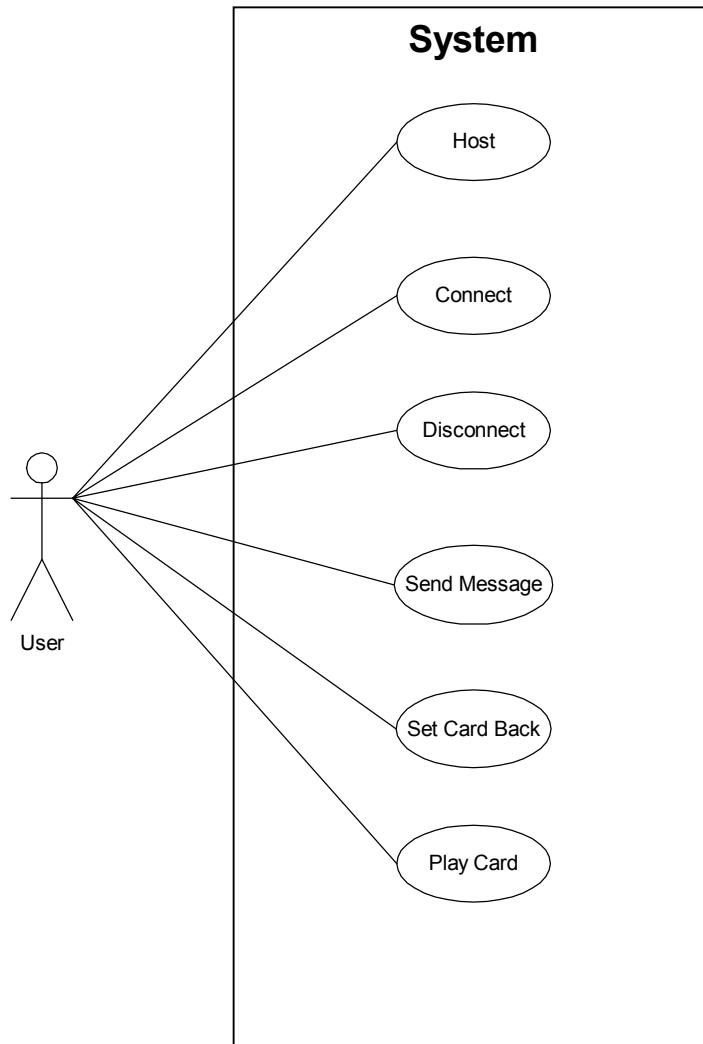 System
Host
Connect
Disconnect
Send Message
User
Set Card Back
Play Card